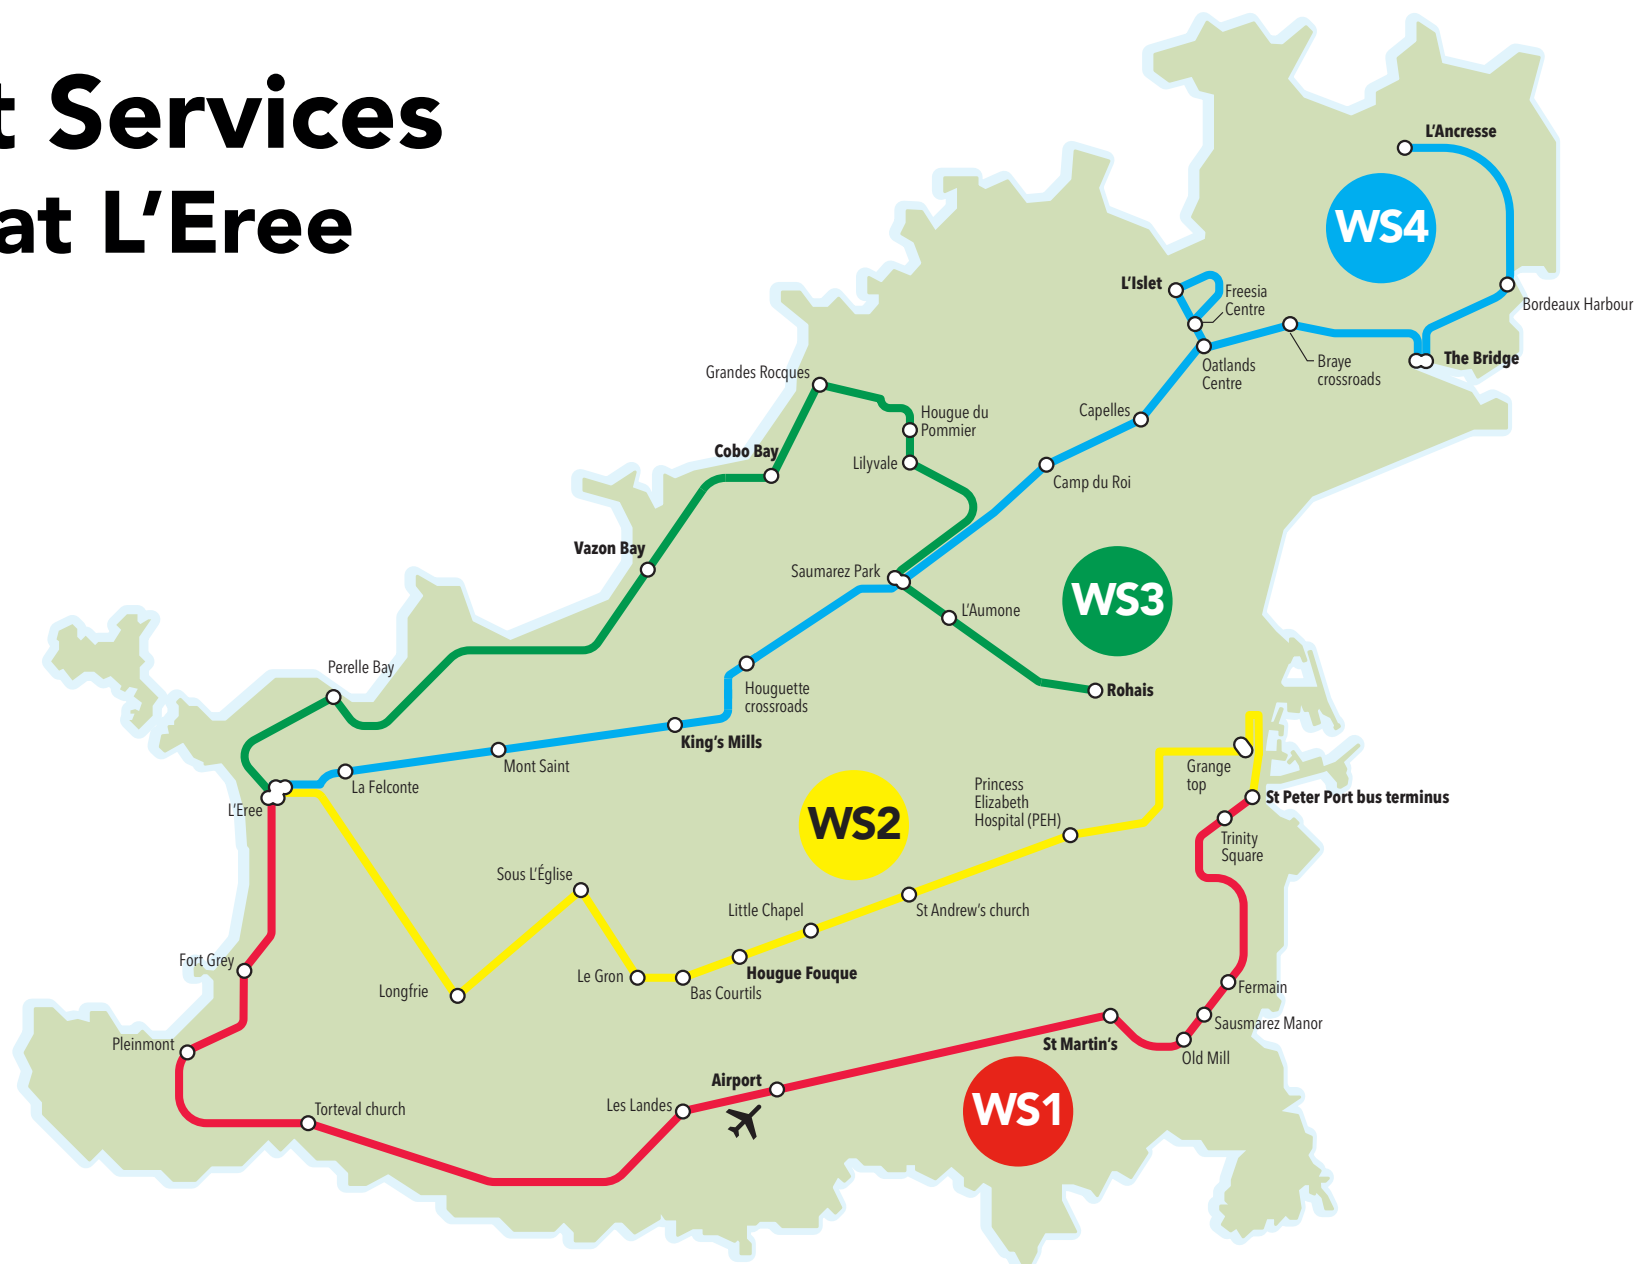 t Services
at L'Eree
L'Ancresse
WS4
L'Islet
Freesia
Centre
Bordeaux Harbour
The Bridge
Braye
crossroads
Oatlands
Centre
Grandes Rocques
Capelles
Hougue du
Pommier
Cobo Bay
Lilyvale
Camp du Roi
Vazon Bay
Saumarez Park
WS3
L'Aumone
Perelle Bay
Houguette
crossroads
Rohais
King's Mills
Mont Saint
La Felconte
L'Eree
Grange
top
Princess
Elizabeth
Hospital (PEH)
St Peter Port bus terminus
WS2
Trinity
Square
Sous L'Église
Little Chapel
St Andrew's church
Fort Grey
Longfrie
Le Gron
Hougue Fouque
Bas Courtils
Fermain
Sausmarez Manor
Pleinmont
St Martin's
Old Mill
Airport
Les Landes
Torteval church
WS1